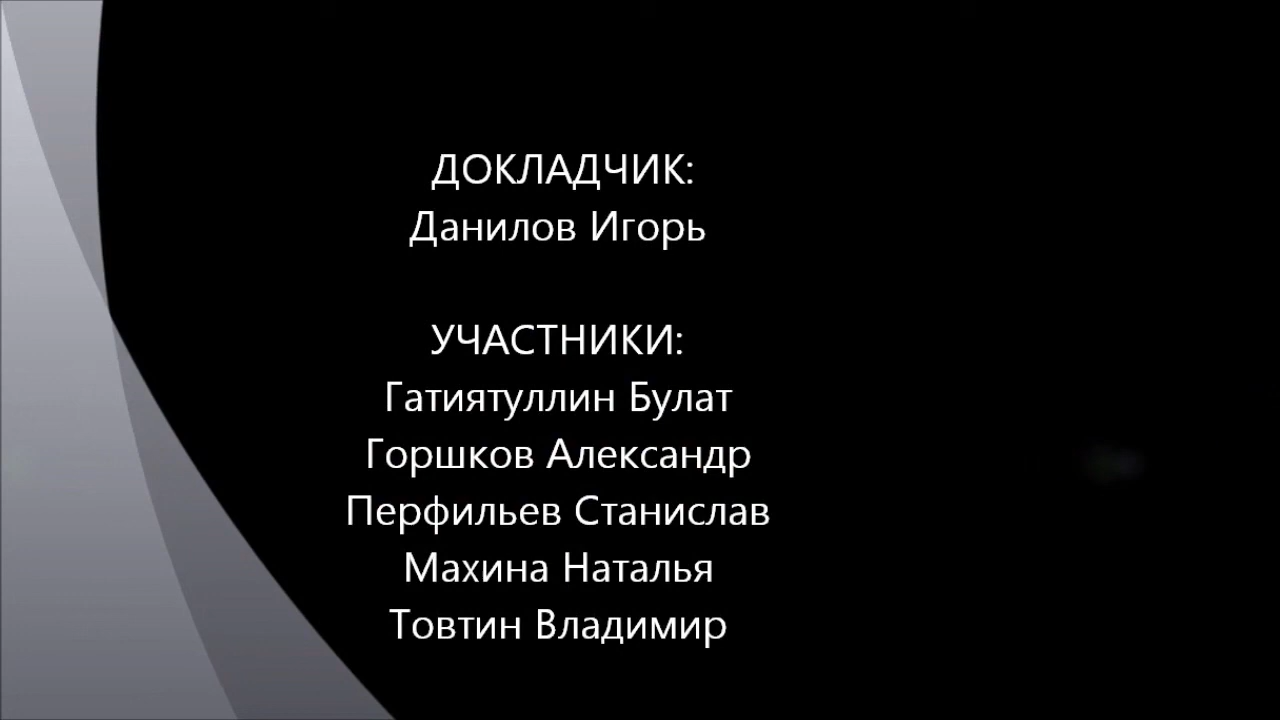 ДОКЛАДЧИК:
Данилов Игорь
УЧАСТНИКИ:
Гатиятуллин Булат
Горшков Александр
Перфильев Станислав
Махина Наталья
Товтин Владимир